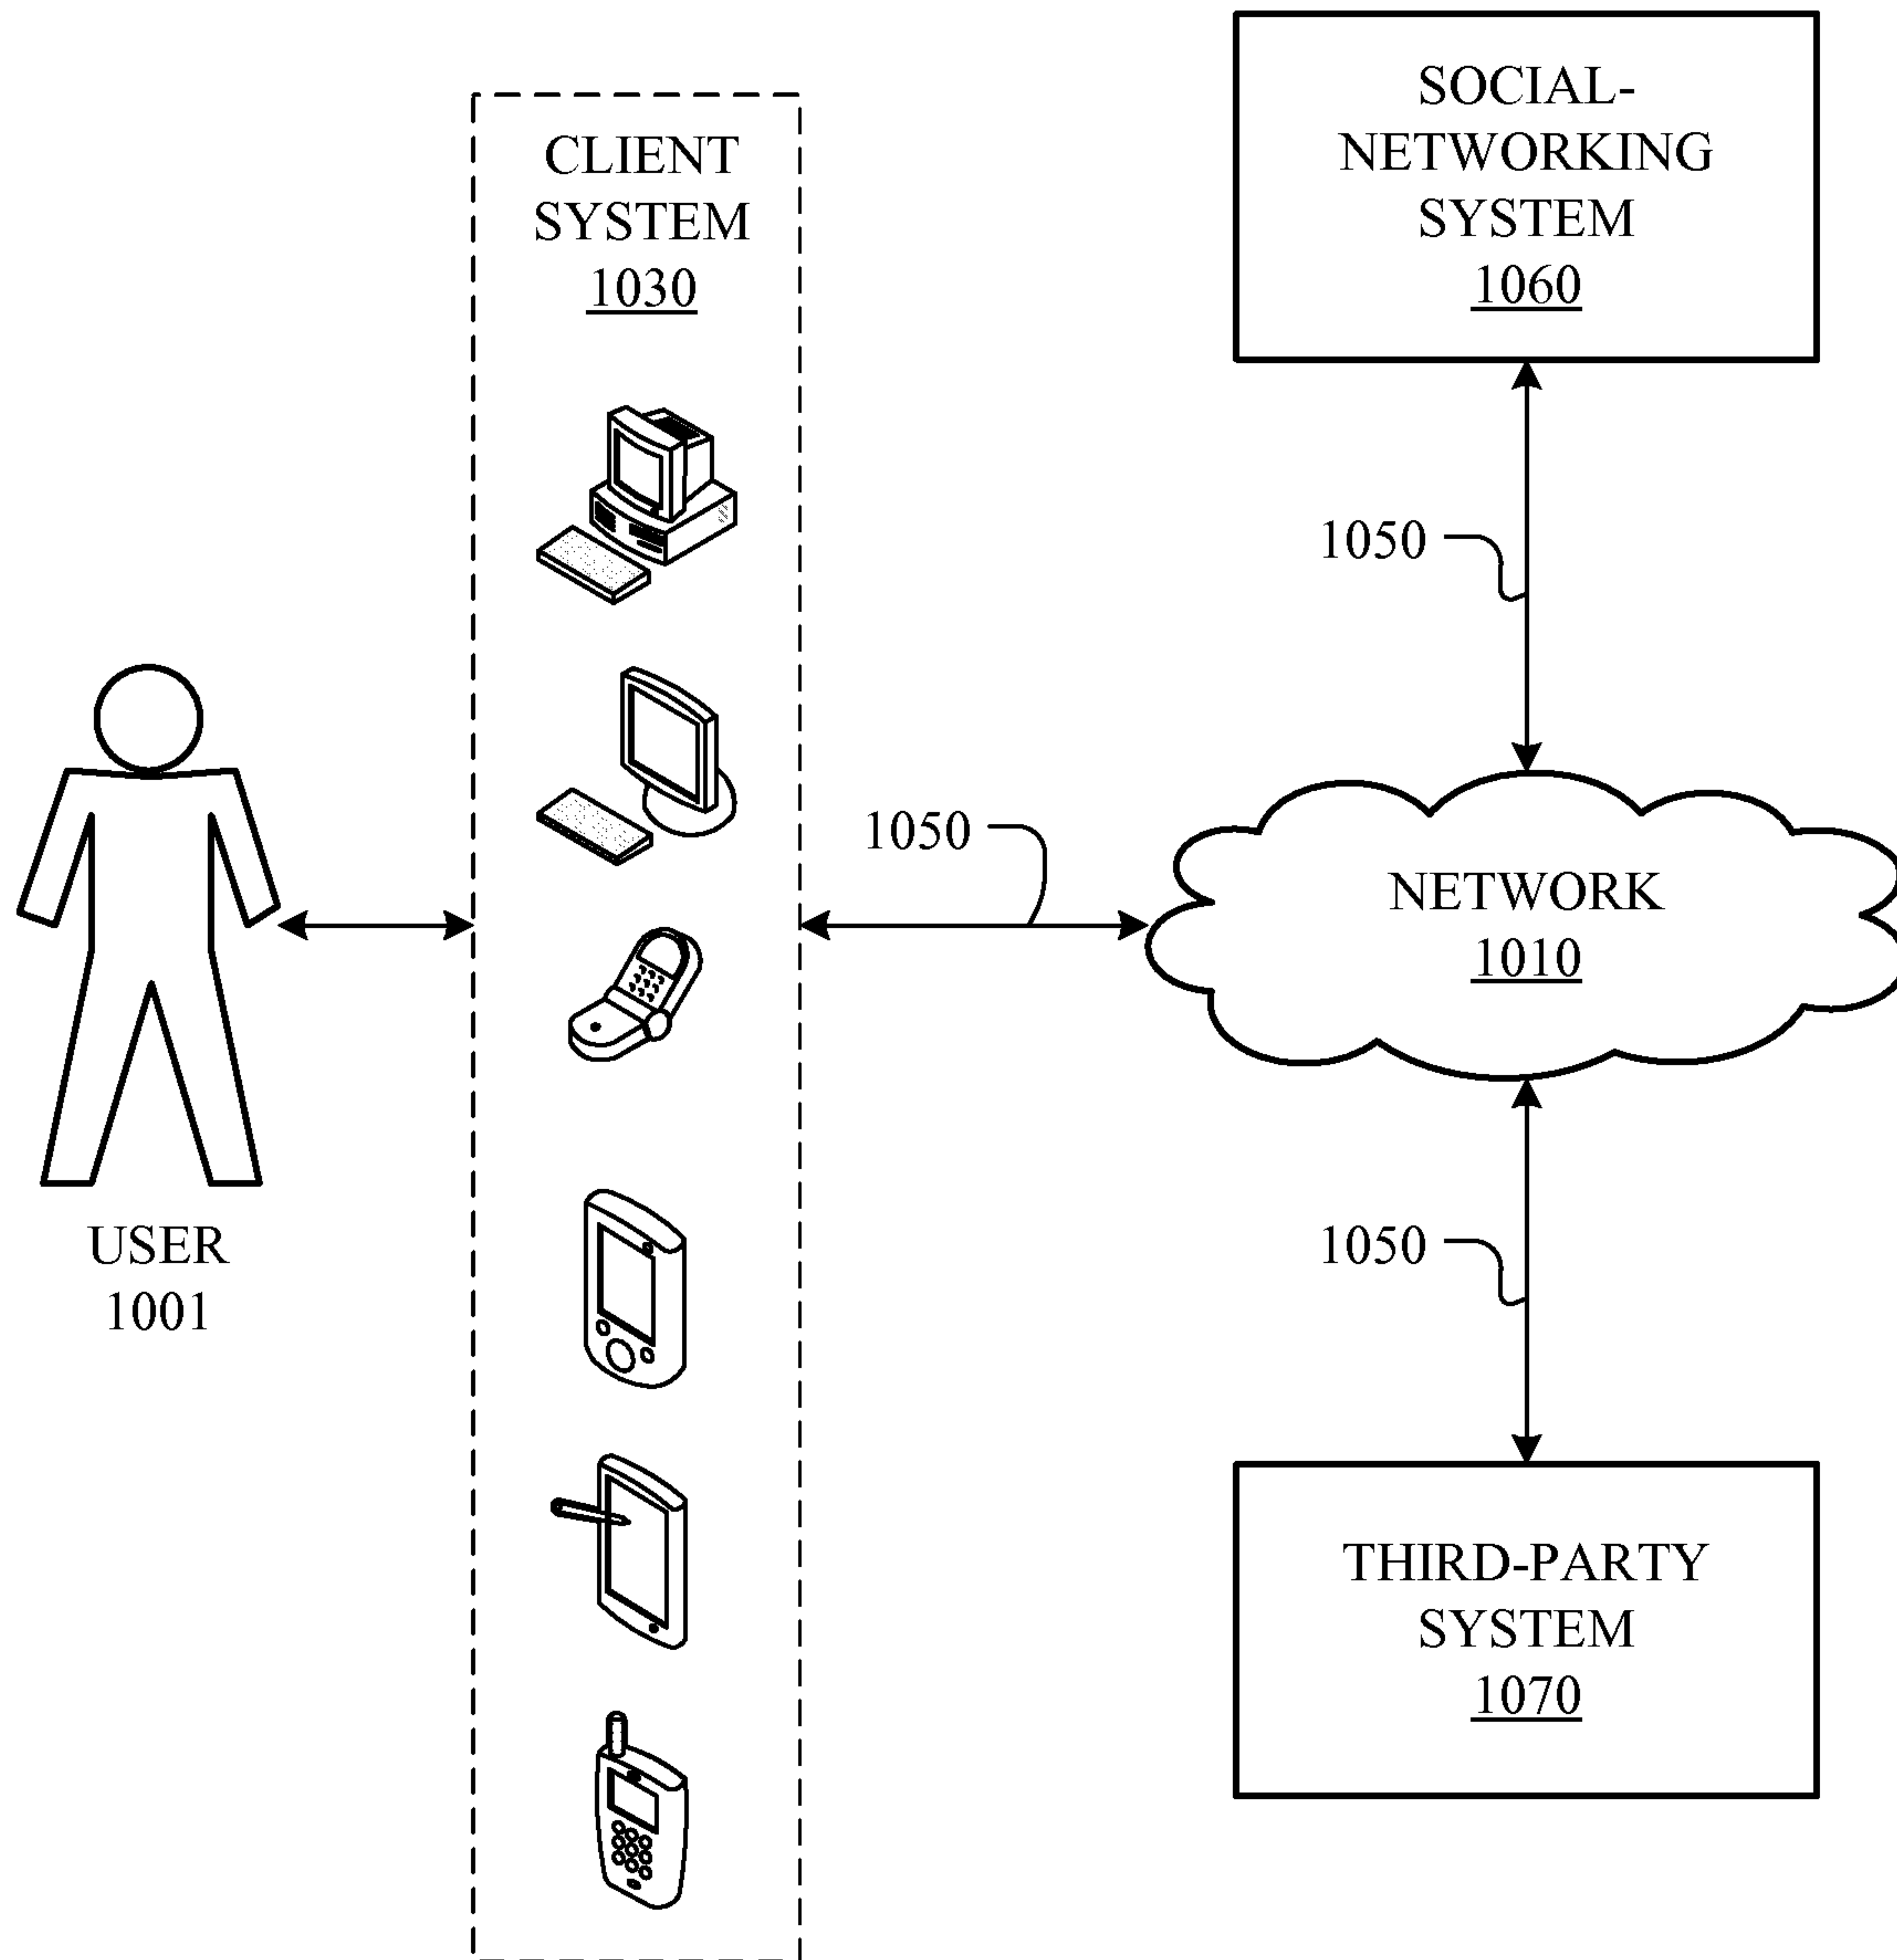 CLIENT
SYSTEM
1030
SOCIAL-
NETWORKING
SYSTEM
1060
1050
1050
NETWORK
1010
USER
1001
1050
THIRD-PARTY
SYSTEM
1070